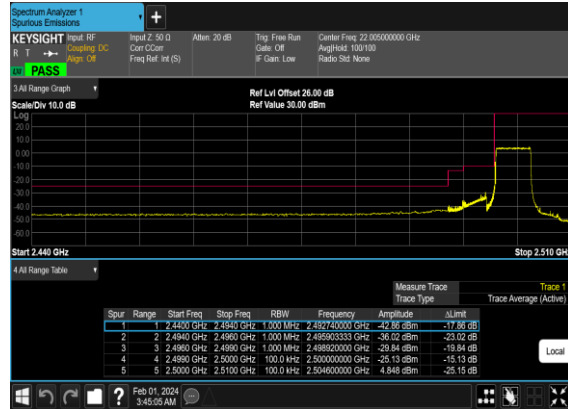 Spectrum Analyzer 1
Spurious Emissions
KEYSIGHT
R T
Input: RF
Coupling: DC
Align: Off
Input Z: 50 Ω
Corr CCorr
Freq Ref: Int (S)
Atten: 20 dB
Trig: Free Run
Gate: Off
IF Gain: Low
Center Freq: 22.005000000 GHz
Avg|Hold: 100/100
Radio Std: None
PASS
3 All Range Graph
Scale/Div 10.0 dB
Ref Lvl Offset 26.00 dB
Ref Value 30.00 dBm
Log
20.0
10.0
0.00
-10.0
-20.0
-30.0
-40.0
-50.0
-60.0
Start 2.440 GHz
Stop 2.510 GHz
4 All Range Table
Measure Trace Trace 1
Trace Type Trace Average (Active)
Spur Range Start Freq Stop Freq RBW Frequency Amplitude ΔLimit
1 1 2.4400 GHz 2.4940 GHz 1.000 MHz 2.492740000 GHz -42.86 dBm -17.86 dB
2 2 2.4940 GHz 2.4960 GHz 1.000 MHz 2.495903333 GHz -36.02 dBm -23.02 dB
3 3 2.4960 GHz 2.4990 GHz 1.000 MHz 2.498920000 GHz -29.84 dBm -19.84 dB
4 4 2.4990 GHz 2.5000 GHz 100.0 kHz 2.500000000 GHz -25.13 dBm -15.13 dB
5 5 2.5000 GHz 2.5100 GHz 100.0 kHz 2.504600000 GHz 4.848 dBm -25.15 dB
Local
?
Feb 01, 2024
3:45:05 AM